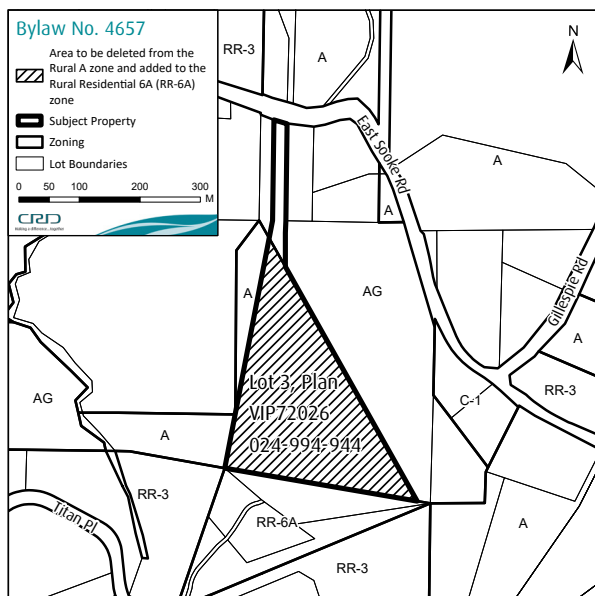 Bylaw No. 4657
Area to be deleted from the
Rural A zone and added to the
Rural Residential 6A (RR-6A)
zone
Subject Property
Zoning
Lot Boundaries
0 50 100 200 300
M
CRD
Making a difference...together
N
RR-3
A
East Sooke Rd
A
A
Gillespie Rd
A
AG
A
RR-3
C-1
Lot 3, Plan
VIP72026
024-994-944
AG
A
RR-3
Titan Pl
RR-6A
RR-3
A